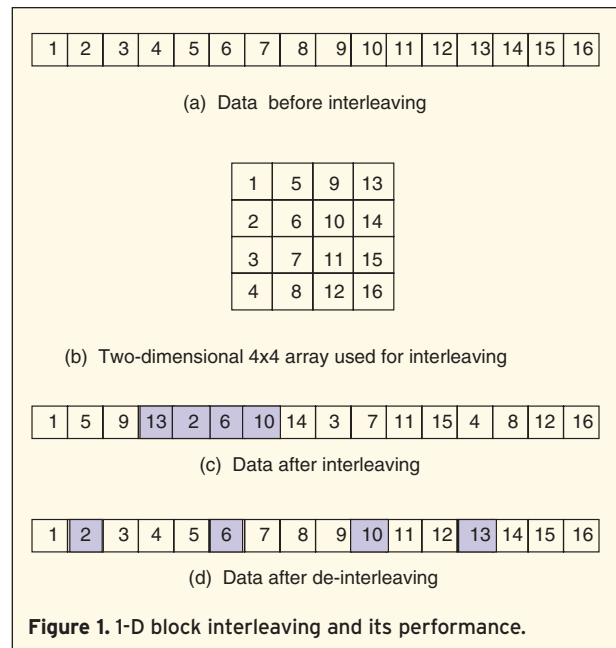 1 2 3 4 5 6 7 8 9 10 11 12 13 14 15 16
(a) Data before interleaving
1 5 9 13
2 6 10 14
3 7 11 15
4 8 12 16
(b) Two-dimensional 4x4 array used for interleaving
1 5 9 13 2 6 10 14 3 7 11 15 4 8 12 16
(c) Data after interleaving
1 2 3 4 5 6 7 8 9 10 11 12 13 14 15 16
(d) Data after de-interleaving
Figure 1. 1-D block interleaving and its performance.